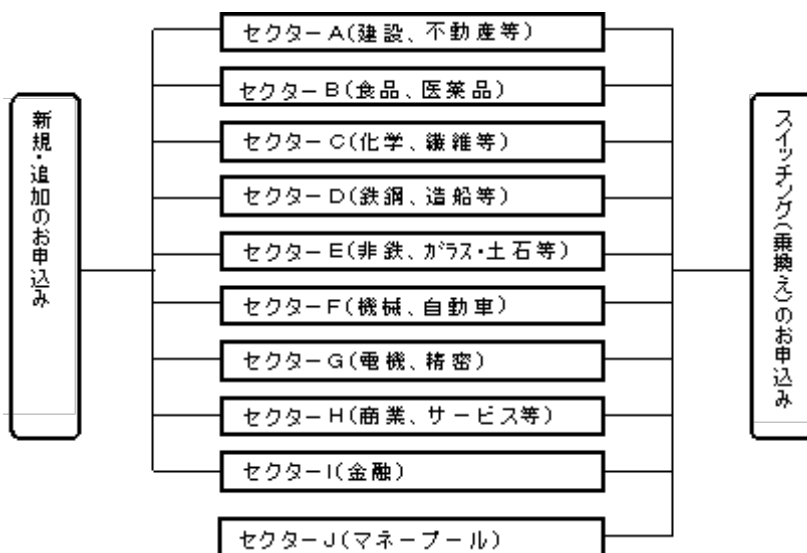 新規・追加のお申込み
セクターA(建設、不動産等)
セクターB(食品、医薬品)
セクターC(化学、繊維等)
セクターD(鉄鋼、造船等)
セクターE(非鉄、ガラス・土石等)
セクターF(機械、自動車)
セクターG(電機、精密)
セクターH(商業、サービス等)
セクターI(金融)
セクターJ(マネープール)
スイッチング(乗換え)のお申込み